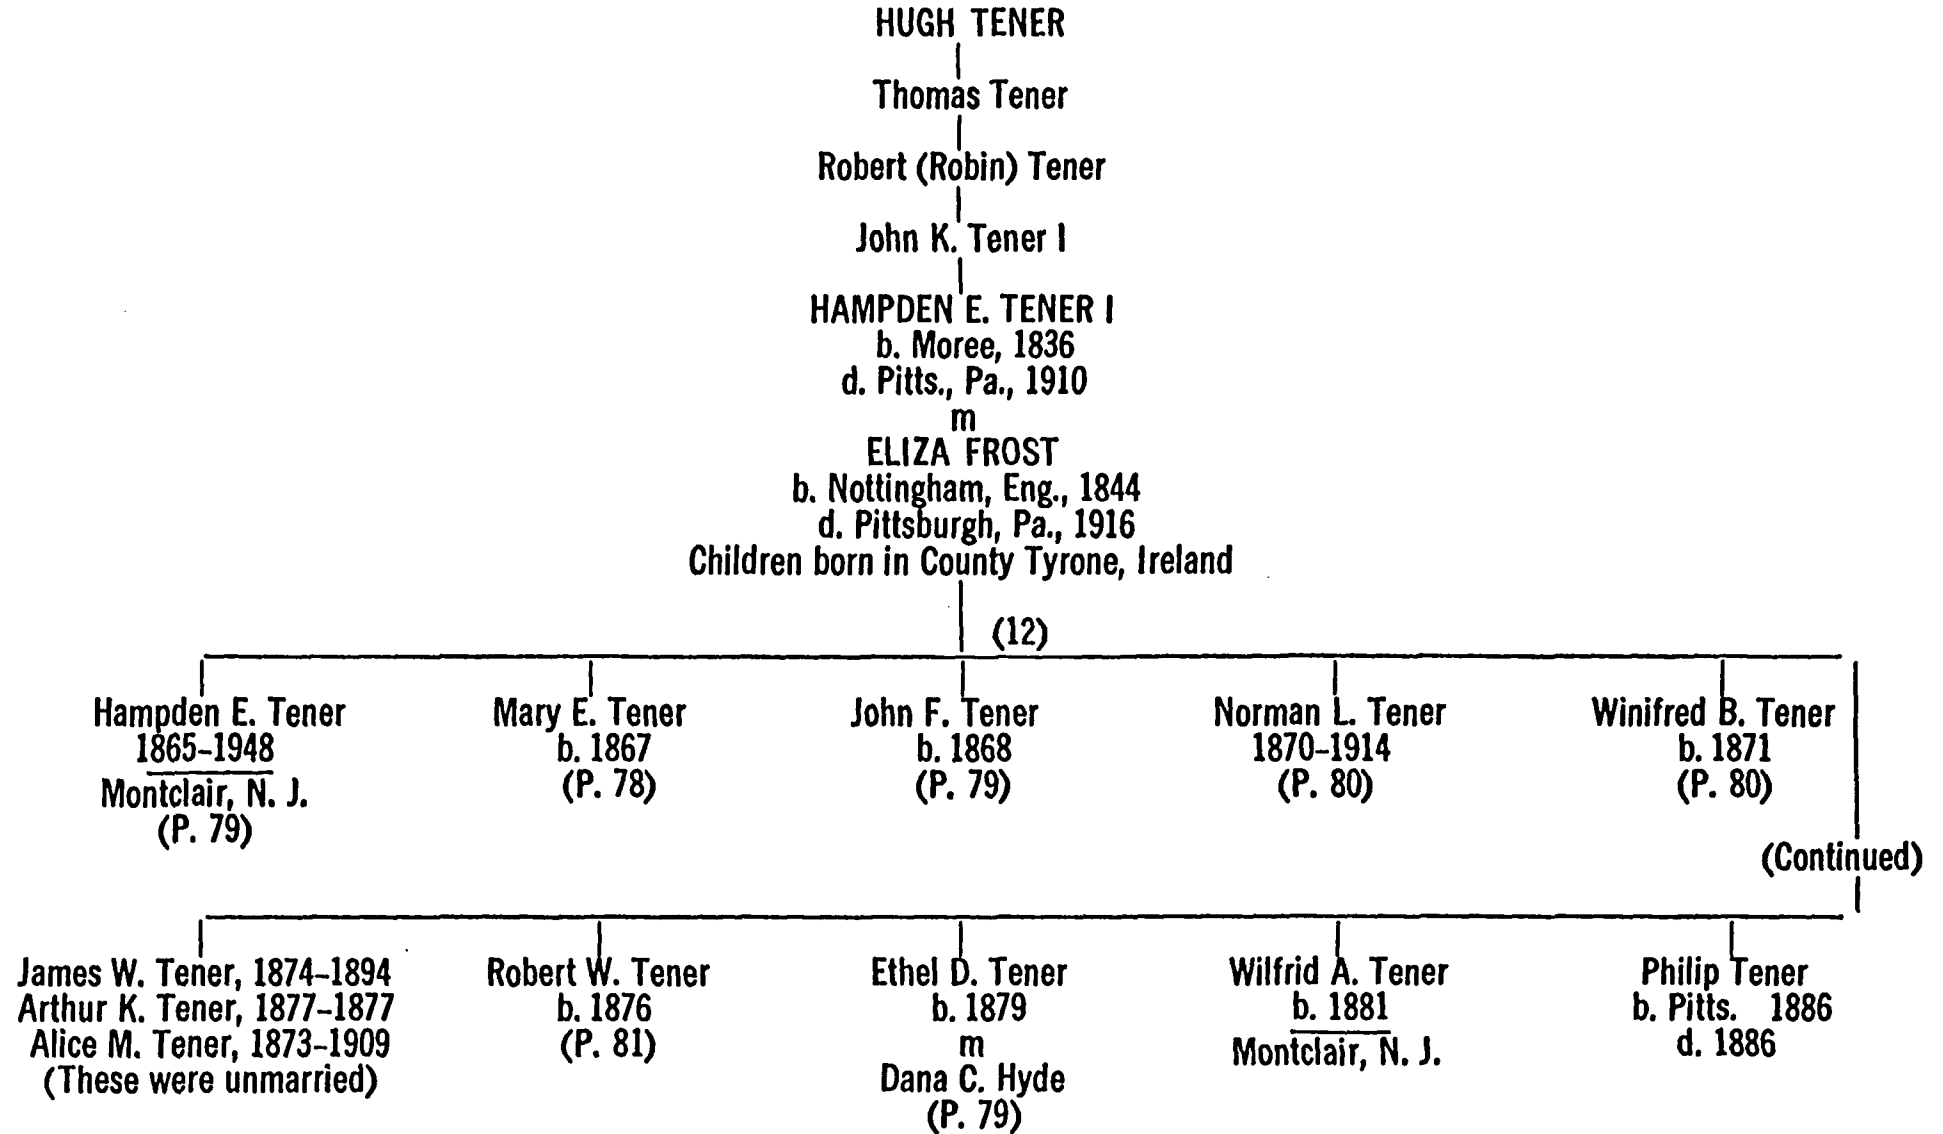 HUGH TENER
Thomas Tener
Robert (Robin) Tener
John K. Tener I
HAMPDEN E. TENER I
b. Moree, 1836
d. Pitts., Pa., 1910
m
ELIZA FROST
b. Nottingham, Eng., 1844
d. Pittsburgh, Pa., 1916
Children born in County Tyrone, Ireland
(12)
Hampden E. Tener
1865-1948
Montclair, N. J.
(P. 79)
Mary E. Tener
b. 1867
(P. 78)
John F. Tener
b. 1868
(P. 79)
Norman L. Tener
1870-1914
(P. 80)
Winifred B. Tener
b. 1871
(P. 80)
(Continued)
James W. Tener, 1874-1894
Arthur K. Tener, 1877-1877
Alice M. Tener, 1873-1909
(These were unmarried)
Robert W. Tener
b. 1876
(P. 81)
Ethel D. Tener
b. 1879
m
Dana C. Hyde
(P. 79)
Wilfrid A. Tener
b. 1881
Montclair, N. J.
Philip Tener
b. Pitts. 1886
d. 1886